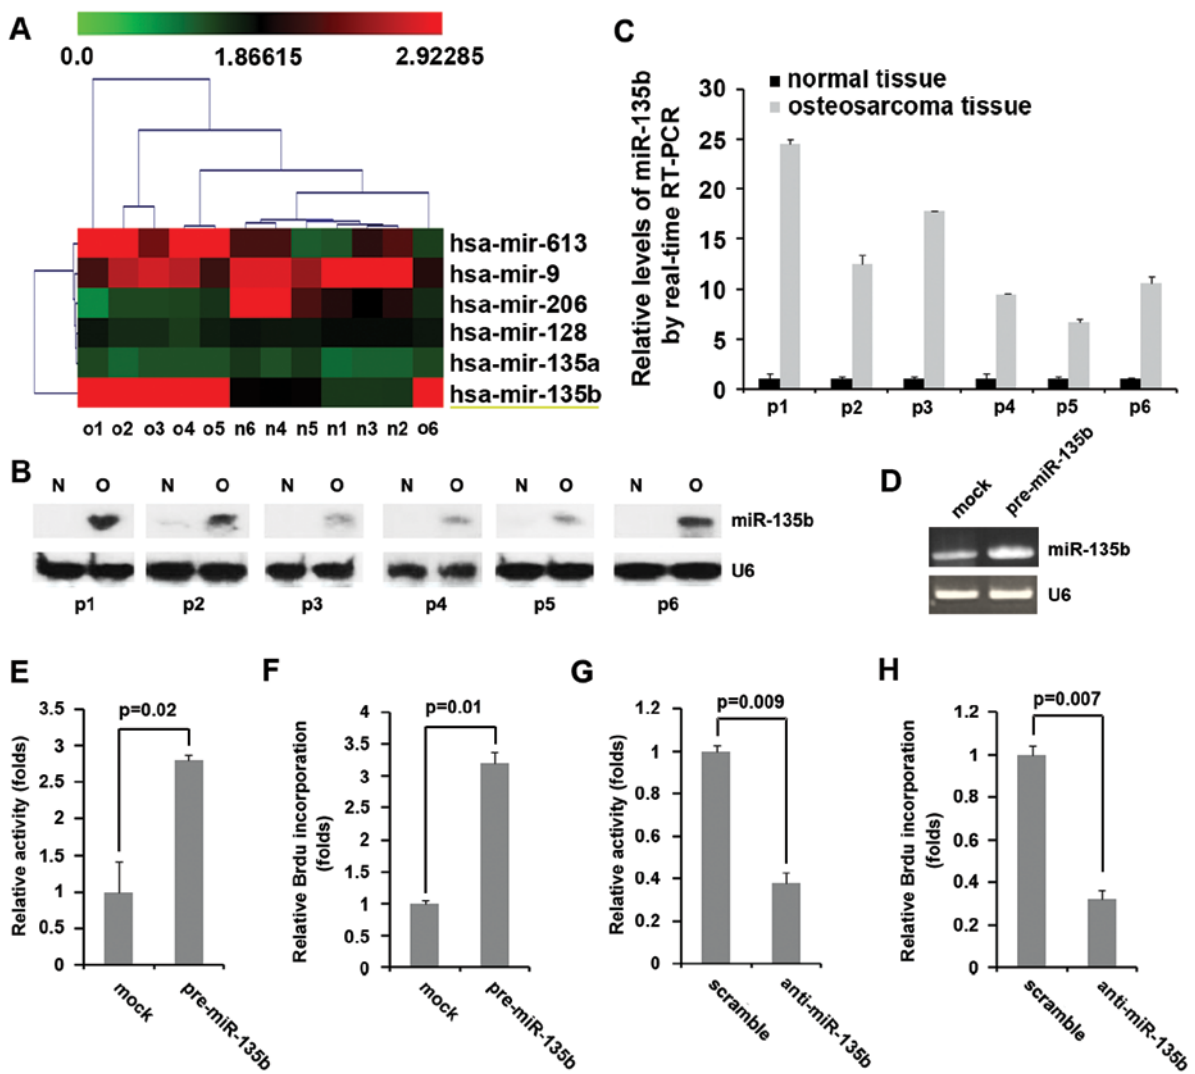 A
0.0 1.86615 2.92285
hsa-mir-613
hsa-mir-9
hsa-mir-206
hsa-mir-128
hsa-mir-135a
hsa-mir-135b
o1 o2 o3 o4 o5 n6 n4 n5 n1 n3 n2 o6
C
normal tissue
osteosarcoma tissue
Relative levels of miR-135b
by real-time RT-PCR
30
25
20
15
10
5
0
p1 p2 p3 p4 p5 p6
B
N O N O N O N O N O N O
miR-135b
U6
p1 p2 p3 p4 p5 p6
D
mock pre-miR-135b
miR-135b
U6
E
p=0.02
Relative activity (folds)
3.5
3
2.5
2
1.5
1
0.5
0
mock pre-miR-135b
F
p=0.01
Relative Brdu incorporation
(folds)
4
3.5
3
2.5
2
1.5
1
0.5
0
mock pre-miR-135b
G
p=0.009
Relative activity (folds)
1.2
1
0.8
0.6
0.4
0.2
0
scramble anti-miR-135b
H
p=0.007
Relative Brdu incorporation
(folds)
1.2
1
0.8
0.6
0.4
0.2
0
scramble anti-miR-135b